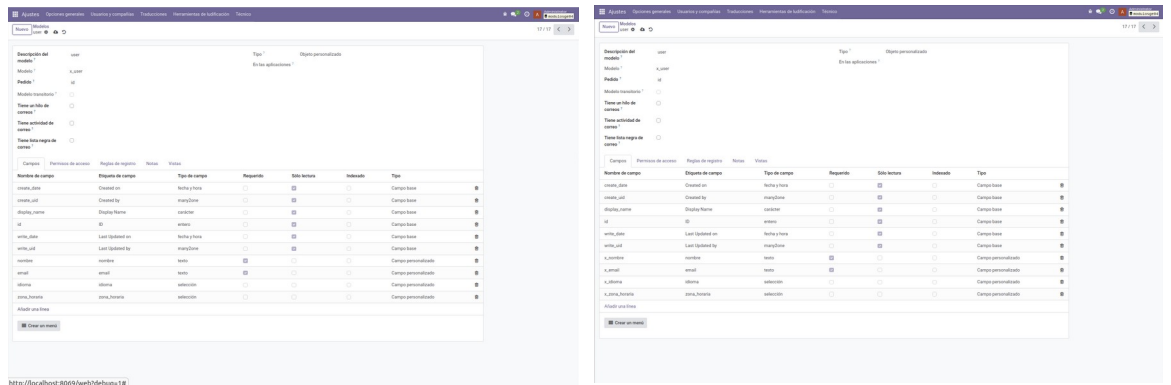 Ajustes Opciones generales Usuarios y compañías Traducciones Herramientas de ludificación Técnico
Nuevo Modelos
user
17 / 17
Descripción del modelo ? user
Tipo ? Objeto personalizado
Modelo ? x_user
En las aplicaciones ?
Pedido ? id
Modelo transitorio ?
Tiene un hilo de correos ?
Tiene actividad de correo ?
Tiene lista negra de correo ?
Campos Permisos de acceso Reglas de registro Notas Vistas
Nombre de campo Etiqueta de campo Tipo de campo Requerido Sólo lectura Indexado Tipo
create_date Created on fecha y hora Campo base
create_uid Created by many2one Campo base
display_name Display Name carácter Campo base
id ID entero Campo base
write_date Last Updated on fecha y hora Campo base
write_uid Last Updated by many2one Campo base
nombre nombre texto Campo personalizado
email email texto Campo personalizado
idioma idioma selección Campo personalizado
zona_horaria zona_horaria selección Campo personalizado
Añadir una línea
Crear un menú
http://localhost:8069/web?debug=1#
Ajustes Opciones generales Usuarios y compañías Traducciones Herramientas de ludificación Técnico
Nuevo Modelos
user
17 / 17
Descripción del modelo ? user
Tipo ? Objeto personalizado
Modelo ? x_user
En las aplicaciones ?
Pedido ? id
Modelo transitorio ?
Tiene un hilo de correos ?
Tiene actividad de correo ?
Tiene lista negra de correo ?
Campos Permisos de acceso Reglas de registro Notas Vistas
Nombre de campo Etiqueta de campo Tipo de campo Requerido Sólo lectura Indexado Tipo
create_date Created on fecha y hora Campo base
create_uid Created by many2one Campo base
display_name Display Name carácter Campo base
id ID entero Campo base
write_date Last Updated on fecha y hora Campo base
write_uid Last Updated by many2one Campo base
x_nombre nombre texto Campo personalizado
x_email email texto Campo personalizado
x_idioma idioma selección Campo personalizado
x_zona_horaria zona_horaria selección Campo personalizado
Añadir una línea
Crear un menú